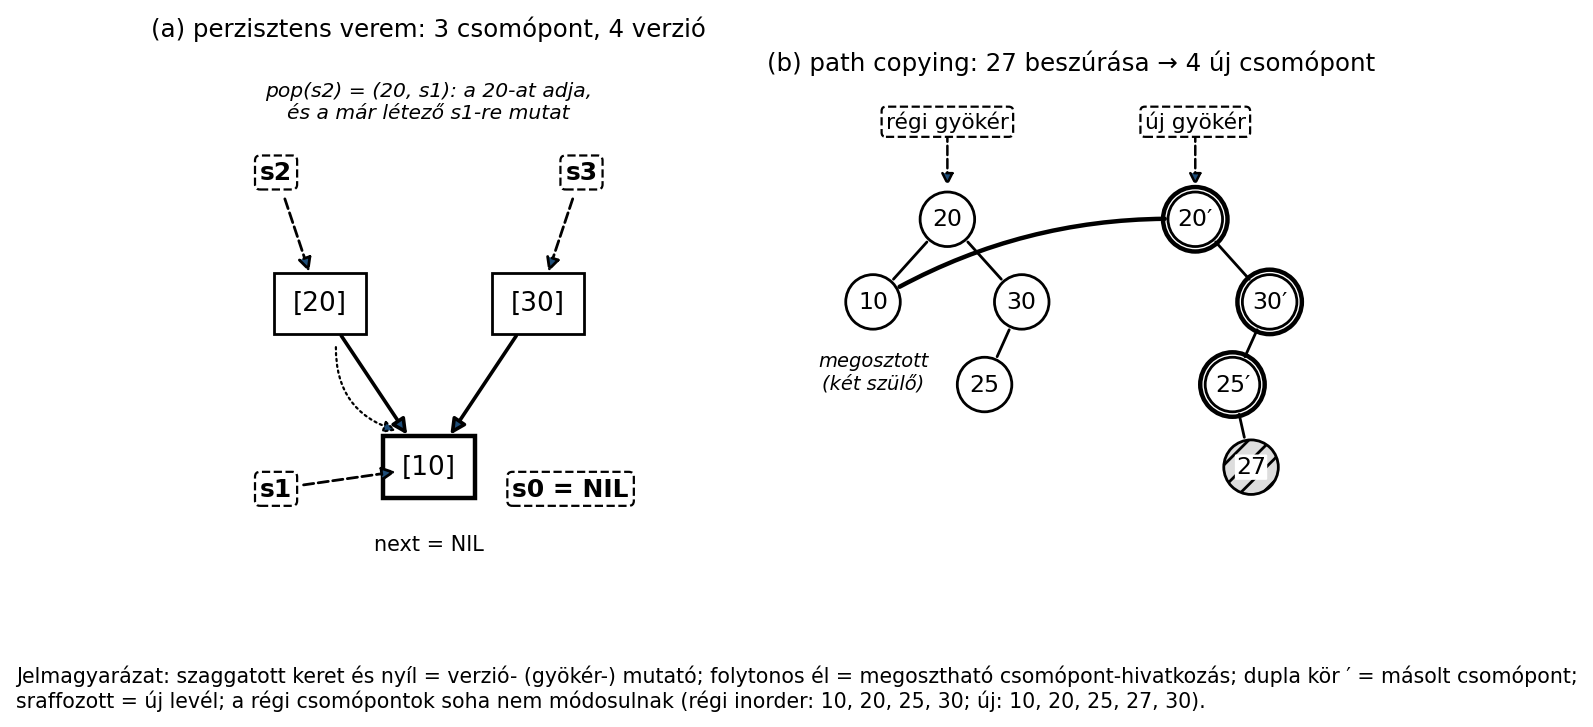 (a) perzisztens verem: 3 csomópont, 4 verzió
pop(s2) = (20, s1): a 20-at adja,
és a már létező s1-re mutat
s2
s3
[20]
[30]
[10]
s1
s0 = NIL
next = NIL
(b) path copying: 27 beszúrása → 4 új csomópont
régi gyökér
új gyökér
20
20′
10
30
30′
megosztott
(két szülő)
25
25′
27
Jelmagyarázat: szaggatott keret és nyíl = verzió- (gyökér-) mutató; folytonos él = megosztható csomópont-hivatkozás; dupla kör ′ = másolt csomópont;
sraffozott = új levél; a régi csomópontok soha nem módosulnak (régi inorder: 10, 20, 25, 30; új: 10, 20, 25, 27, 30).